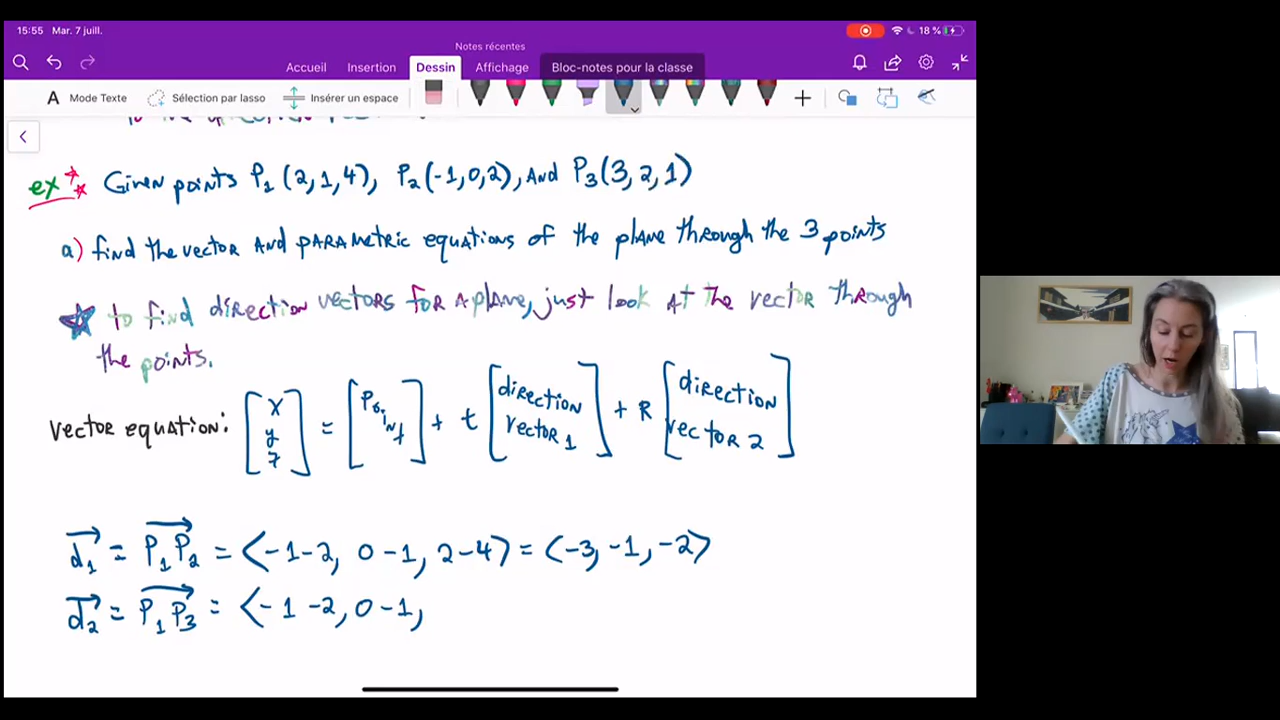 15:55 Mar. 7 juill. 18 %
Notes récentes
Accueil Insertion Dessin Affichage Bloc-notes pour la classe
A Mode Texte Sélection par lasso Insérer un espace
ex Given points P₁(2,1,4), P₂(-1,0,2), And P₃(3,2,1)
a) find the vector AND PARAMetric equations of the plane through the 3 points
to find direction vectors for A plane, just look At The vector through
the points.
vector equation: [x y z] = [Point] + t [direction vector 1] + R [direction vector 2]
d₁ = P₁P₂ = <-1-2, 0-1, 2-4> = <-3, -1, -2>
d₂ = P₁P₃ = <-1-2, 0-1,